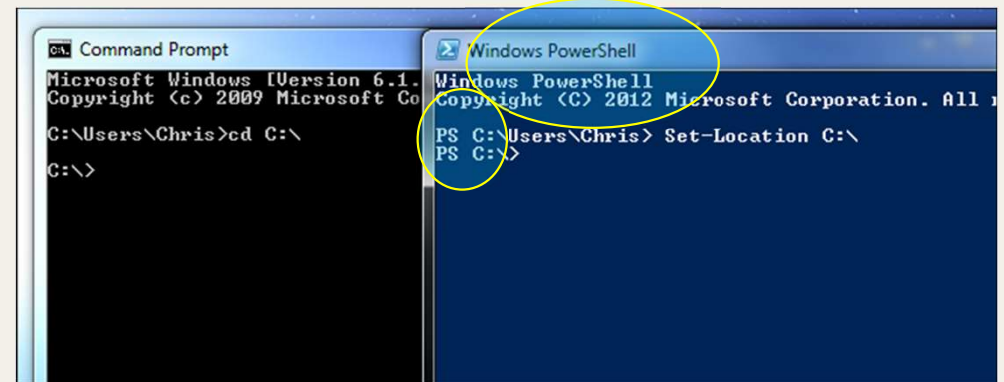 Command Prompt
Microsoft Windows [Version 6.1.
Copyright (c) 2009 Microsoft Co
C:\Users\Chris>cd C:\
C:\>
Windows PowerShell
Windows PowerShell
Copyright (C) 2012 Microsoft Corporation. All
PS C:\Users\Chris> Set-Location C:\
PS C:\>